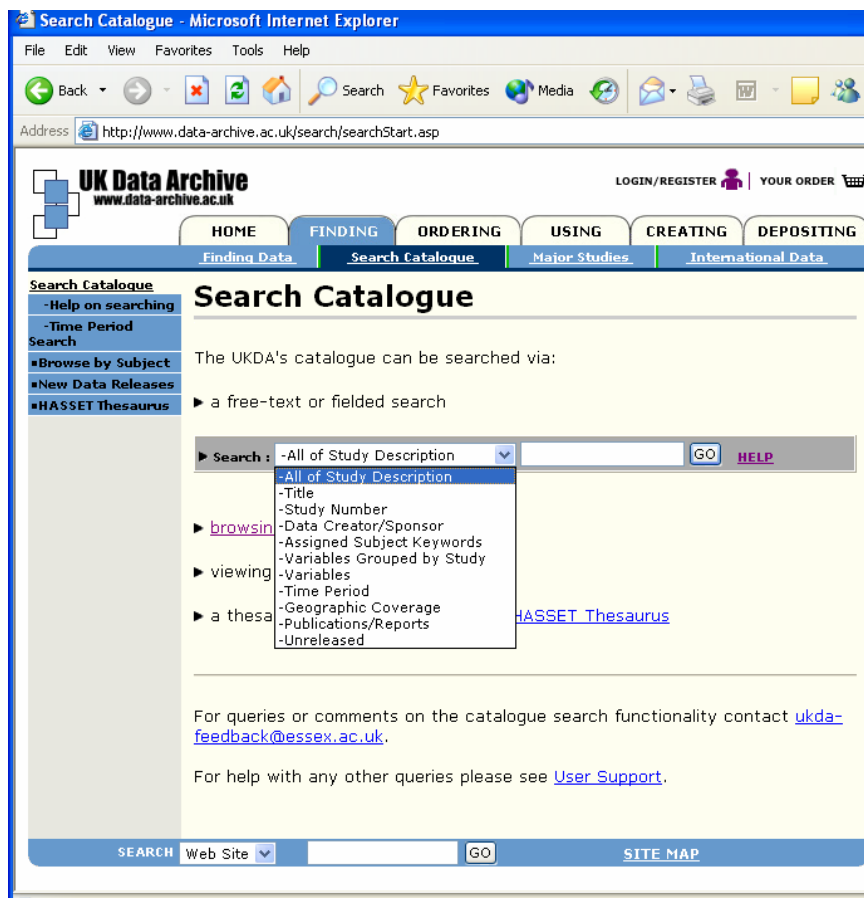 Search Catalogue - Microsoft Internet Explorer
File Edit View Favorites Tools Help
Back Search Favorites Media
Address http://www.data-archive.ac.uk/search/searchStart.asp
UK Data Archive
www.data-archive.ac.uk
LOGIN/REGISTER YOUR ORDER
HOME FINDING ORDERING USING CREATING DEPOSITING
Finding Data Search Catalogue Major Studies International Data
Search Catalogue
-Help on searching
-Time Period
Search
▪Browse by Subject
▪New Data Releases
▪HASSET Thesaurus
Search Catalogue
The UKDA's catalogue can be searched via:
► a free-text or fielded search
► Search : -All of Study Description GO HELP
-All of Study Description
-Title
-Study Number
-Data Creator/Sponsor
-Assigned Subject Keywords
-Variables Grouped by Study
-Variables
-Time Period
-Geographic Coverage
-Publications/Reports
-Unreleased
► browsin
► viewing
► a thesa HASSET Thesaurus
For queries or comments on the catalogue search functionality contact ukda-
feedback@essex.ac.uk.
For help with any other queries please see User Support.
SEARCH Web Site GO SITE MAP